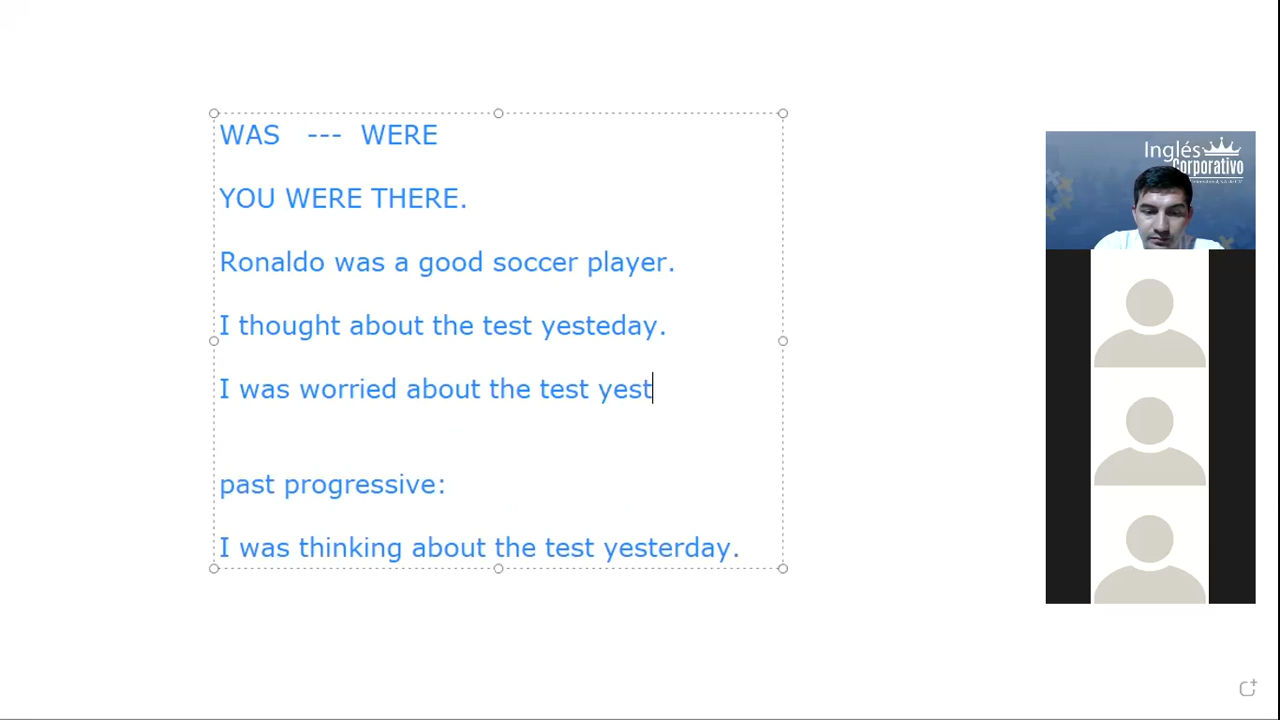 WAS --- WERE
YOU WERE THERE.
Ronaldo was a good soccer player.
I thought about the test yesteday.
I was worried about the test yest
past progressive:
I was thinking about the test yesterday.
Inglés
Corporativo